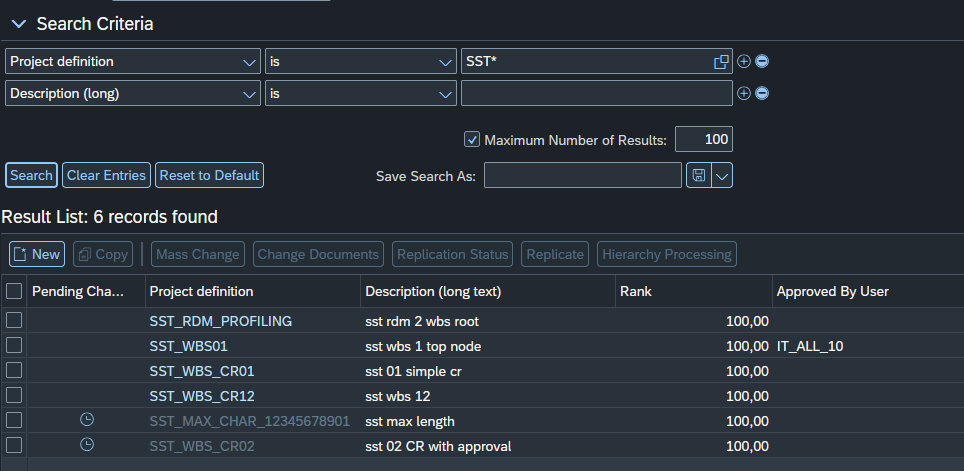 Search Criteria
Project definition is SST*
Description (long) is
Maximum Number of Results: 100
Search Clear Entries Reset to Default Save Search As:
Result List: 6 records found
New Copy Mass Change Change Documents Replication Status Replicate Hierarchy Processing
Pending Cha... Project definition Description (long text) Rank Approved By User
SST_RDM_PROFILING sst rdm 2 wbs root 100,00
SST_WBS01 sst wbs 1 top node 100,00 IT_ALL_10
SST_WBS_CR01 sst 01 simple cr 100,00
SST_WBS_CR12 sst wbs 12 100,00
SST_MAX_CHAR_12345678901 sst max length 100,00
SST_WBS_CR02 sst 02 CR with approval 100,00